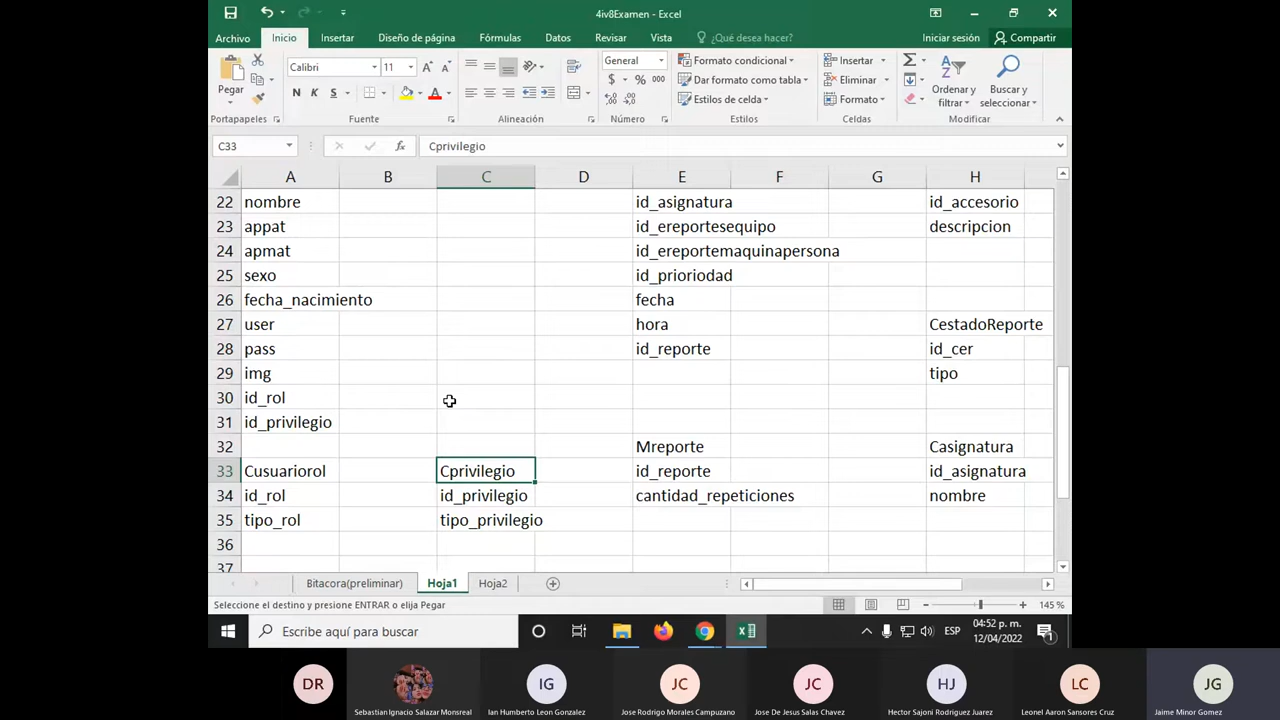 4iv8Examen - Excel
Archivo Inicio Insertar Diseño de página Fórmulas Datos Revisar Vista ¿Qué desea hacer? Iniciar sesión Compartir
Pegar
Calibri 11
N K S
General
$ % 000
Formato condicional
Dar formato como tabla
Estilos de celda
Insertar
Eliminar
Formato
Ordenar y filtrar
Buscar y seleccionar
Portapapeles Fuente Alineación Número Estilos Celdas Modificar
C33 fx Cprivilegio
A B C D E F G H
22 nombre id_asignatura id_accesorio
23 appat id_ereportesequipo descripcion
24 apmat id_ereportemaquinapersona
25 sexo id_prioriodad
26 fecha_nacimiento fecha
27 user hora CestadoReporte
28 pass id_reporte id_cer
29 img tipo
30 id_rol
31 id_privilegio
32 Mreporte Casignatura
33 Cusuariorol Cprivilegio id_reporte id_asignatura
34 id_rol id_privilegio cantidad_repeticiones nombre
35 tipo_rol tipo_privilegio
36
37
Bitacora(preliminar) Hoja1 Hoja2
Seleccione el destino y presione ENTRAR o elija Pegar 145 %
Escribe aquí para buscar ESP 04:52 p. m. 12/04/2022 1
DR IG JC JC HJ LC JG
Sebastian Ignacio Salazar Monsreal Ian Humberto Leon Gonzalez Jose Rodrigo Morales Campuzano Jose De Jesus Salas Chavez Hector Sajoni Rodriguez Juarez Leonel Aaron Sansores Cruz Jaime Minor Gomez